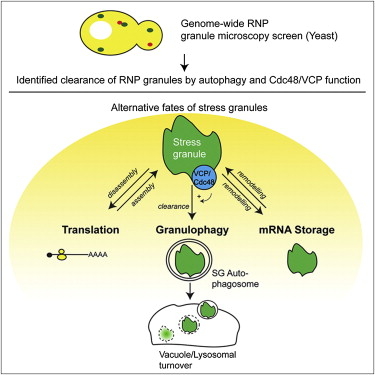 Genome-wide RNP
granule microscopy screen (Yeast)
Identified clearance of RNP granules by autophagy and Cdc48/VCP function
Alternative fates of stress granules
Stress
granule
VCP/
Cdc48
disassembly
assembly
clearance
+
remodelling
remodelling
Translation
Granulophagy
mRNA Storage
AAAA
SG Auto-
phagosome
Vacuole/Lysosomal
turnover